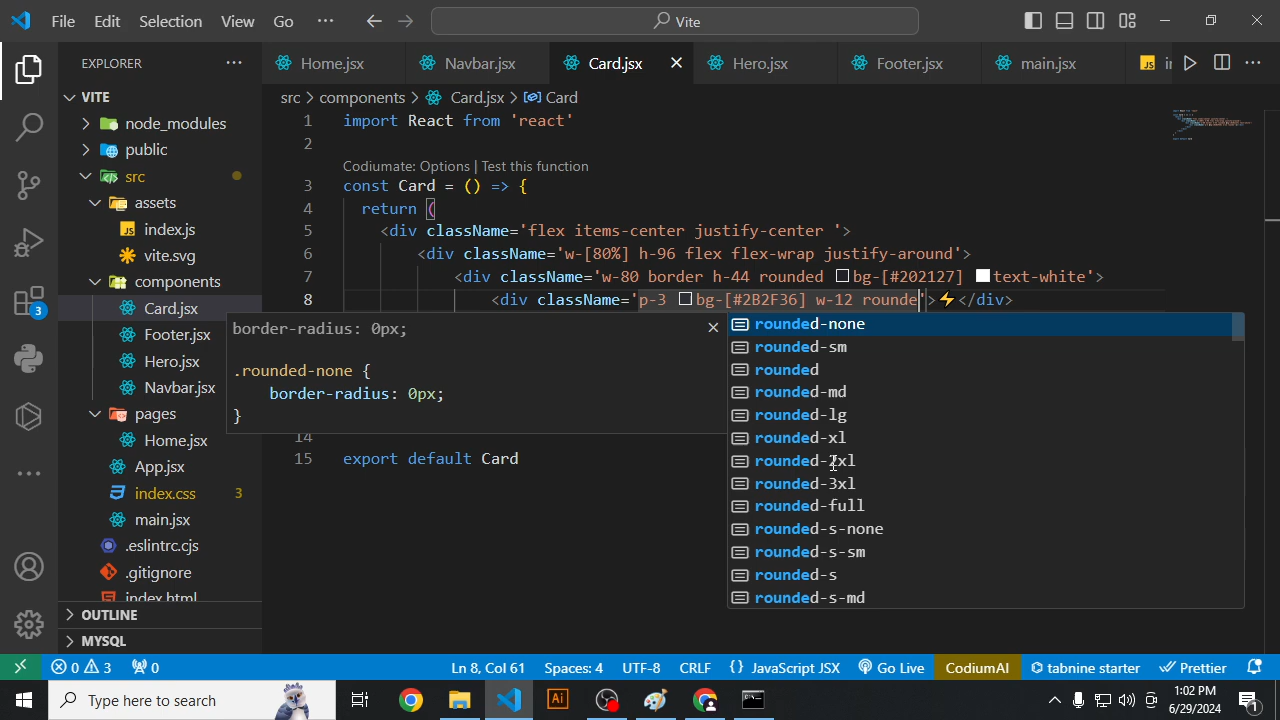 File Edit Selection View Go ··· Vite
EXPLORER ···
VITE
node_modules
public
src
assets
index.js
vite.svg
components
Card.jsx
Footer.jsx
Hero.jsx
Navbar.jsx
pages
Home.jsx
App.jsx
index.css 3
main.jsx
.eslintrc.cjs
.gitignore
index.html
OUTLINE
MYSQL
3
Home.jsx Navbar.jsx Card.jsx Hero.jsx Footer.jsx main.jsx JS
src > components > Card.jsx > Card
1 import React from 'react'
2
Codiumate: Options | Test this function
3 const Card = () => {
4 return (
5 <div className='flex items-center justify-center '>
6 <div className='w-[80%] h-96 flex flex-wrap justify-around'>
7 <div className='w-80 border h-44 rounded bg-[#202127] text-white'>
8 <div className='p-3 bg-[#2B2F36] w-12 rounde'></div>
border-radius: 0px;
.rounded-none {
border-radius: 0px;
}
rounded-none
rounded-sm
rounded
rounded-md
rounded-lg
rounded-xl
rounded-2xl
rounded-3xl
rounded-full
rounded-s-none
rounded-s-sm
rounded-s
rounded-s-md
14
15 export default Card
0 3 0 Ln 8, Col 61 Spaces: 4 UTF-8 CRLF {} JavaScript JSX Go Live CodiumAI tabnine starter Prettier
Type here to search
Ai
1:02 PM
6/29/2024
1